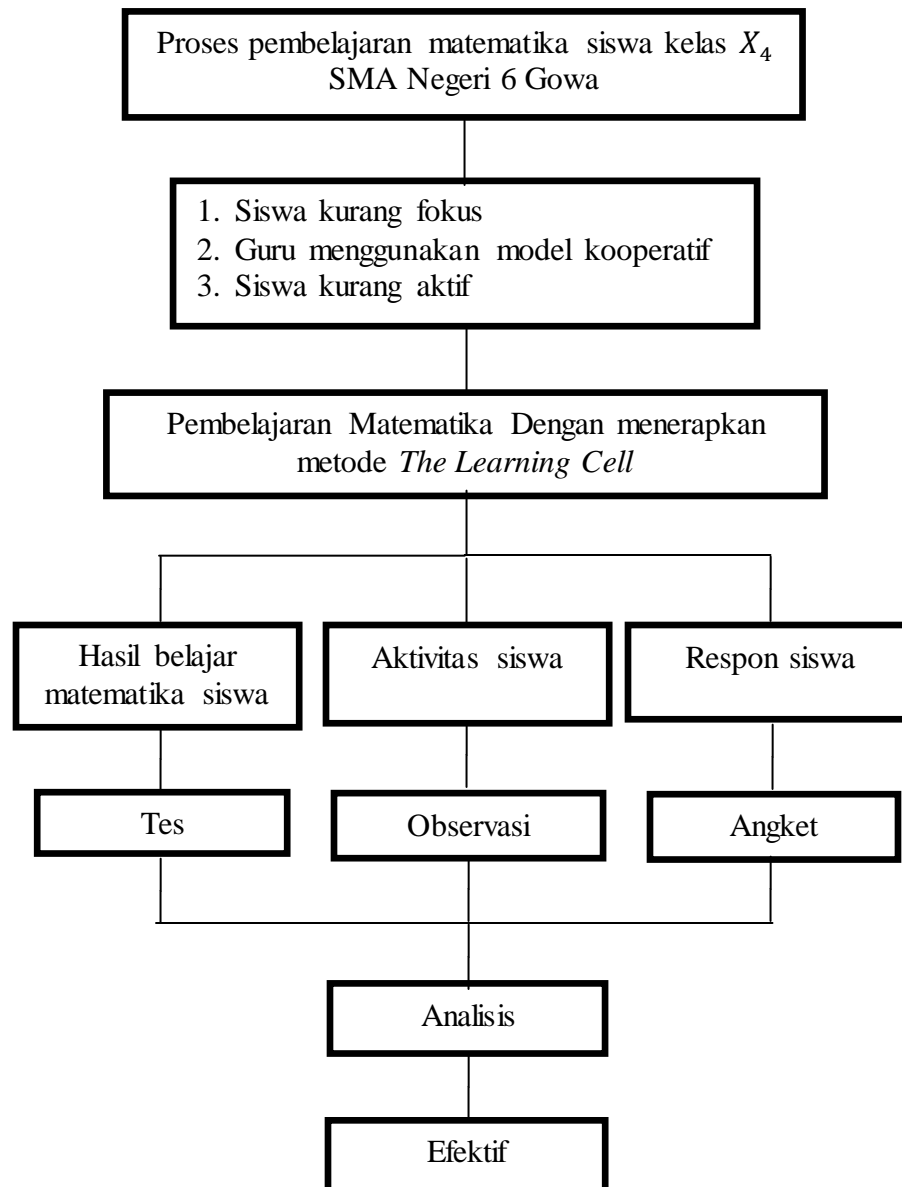 Proses pembelajaran matematika siswa kelas X₄
SMA Negeri 6 Gowa
1. Siswa kurang fokus
2. Guru menggunakan model kooperatif
3. Siswa kurang aktif
Pembelajaran Matematika Dengan menerapkan
metode The Learning Cell
Hasil belajar
matematika siswa
Aktivitas siswa
Respon siswa
Tes
Observasi
Angket
Analisis
Efektif